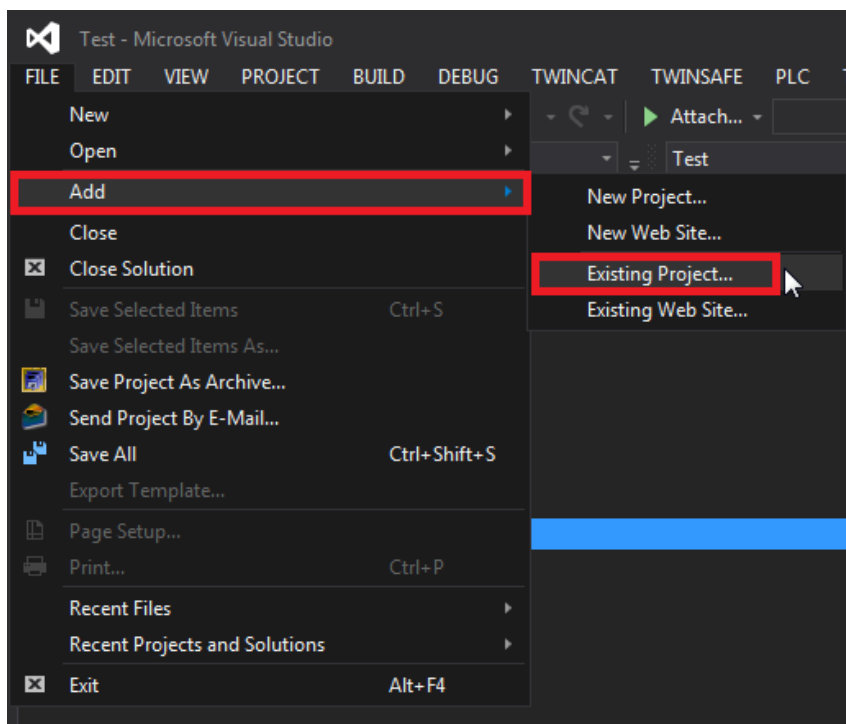 Test - Microsoft Visual Studio
FILE EDIT VIEW PROJECT BUILD DEBUG TWINCAT TWINSAFE PLC
New
Attach...
Open
Test
Add
New Project...
Close
New Web Site...
Close Solution
Existing Project...
Save Selected Items Ctrl+S
Existing Web Site...
Save Selected Items As...
Save Project As Archive...
Send Project By E-Mail...
Save All Ctrl+Shift+S
Export Template...
Page Setup...
Print... Ctrl+P
Recent Files
Recent Projects and Solutions
Exit Alt+F4